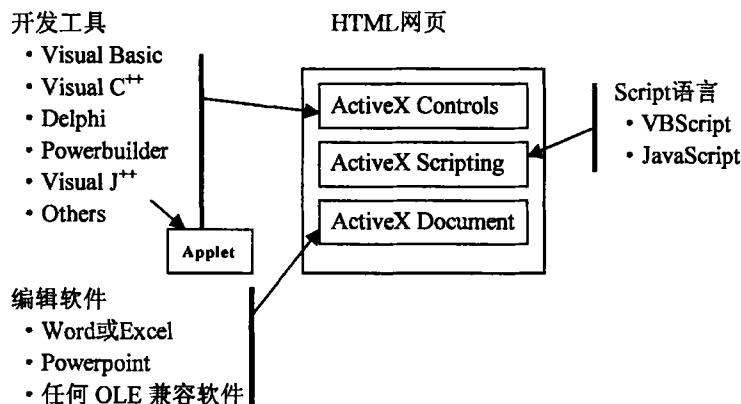 开发工具
• Visual Basic
• Visual C++
• Delphi
• Powerbuilder
• Visual J++
• Others
Applet
HTML网页
ActiveX Controls
ActiveX Scripting
ActiveX Document
Script语言
• VBScript
• JavaScript
编辑软件
• Word或Excel
• Powerpoint
• 任何 OLE 兼容软件